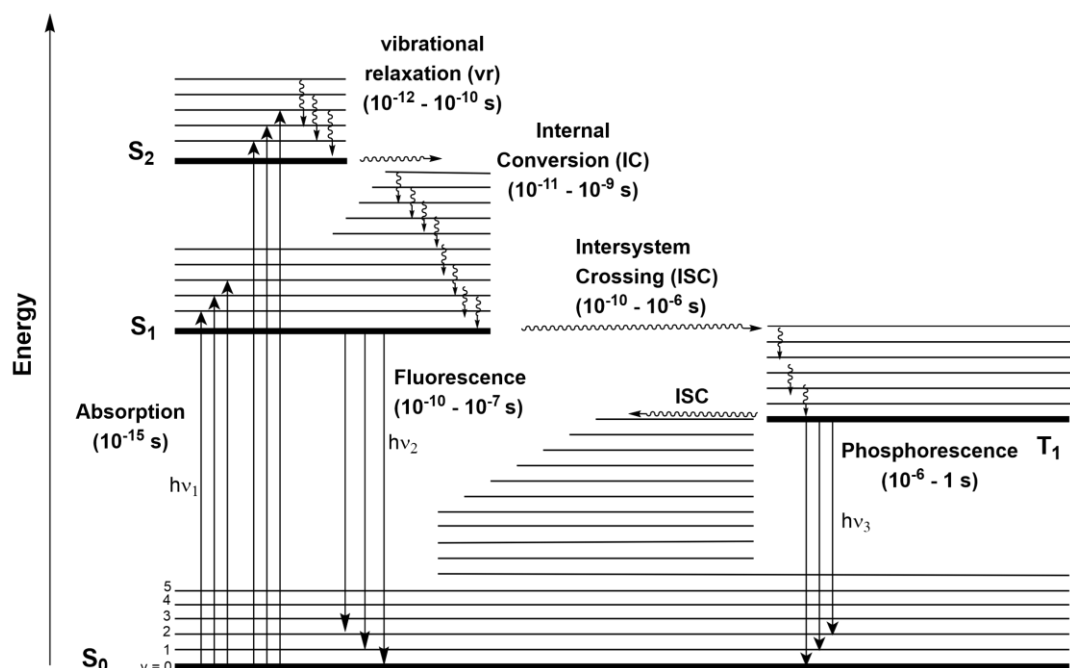 vibrational
relaxation (vr)
(10⁻¹² - 10⁻¹⁰ s)
Internal
Conversion (IC)
(10⁻¹¹ - 10⁻⁹ s)
S₂
Intersystem
Crossing (ISC)
(10⁻¹⁰ - 10⁻⁶ s)
S₁
Energy
Fluorescence
(10⁻¹⁰ - 10⁻⁷ s)
ISC
Absorption
(10⁻¹⁵ s)
hν₂
Phosphorescence
(10⁻⁶ - 1 s)
T₁
hν₁
hν₃
5
4
3
2
1
S₀
v = 0